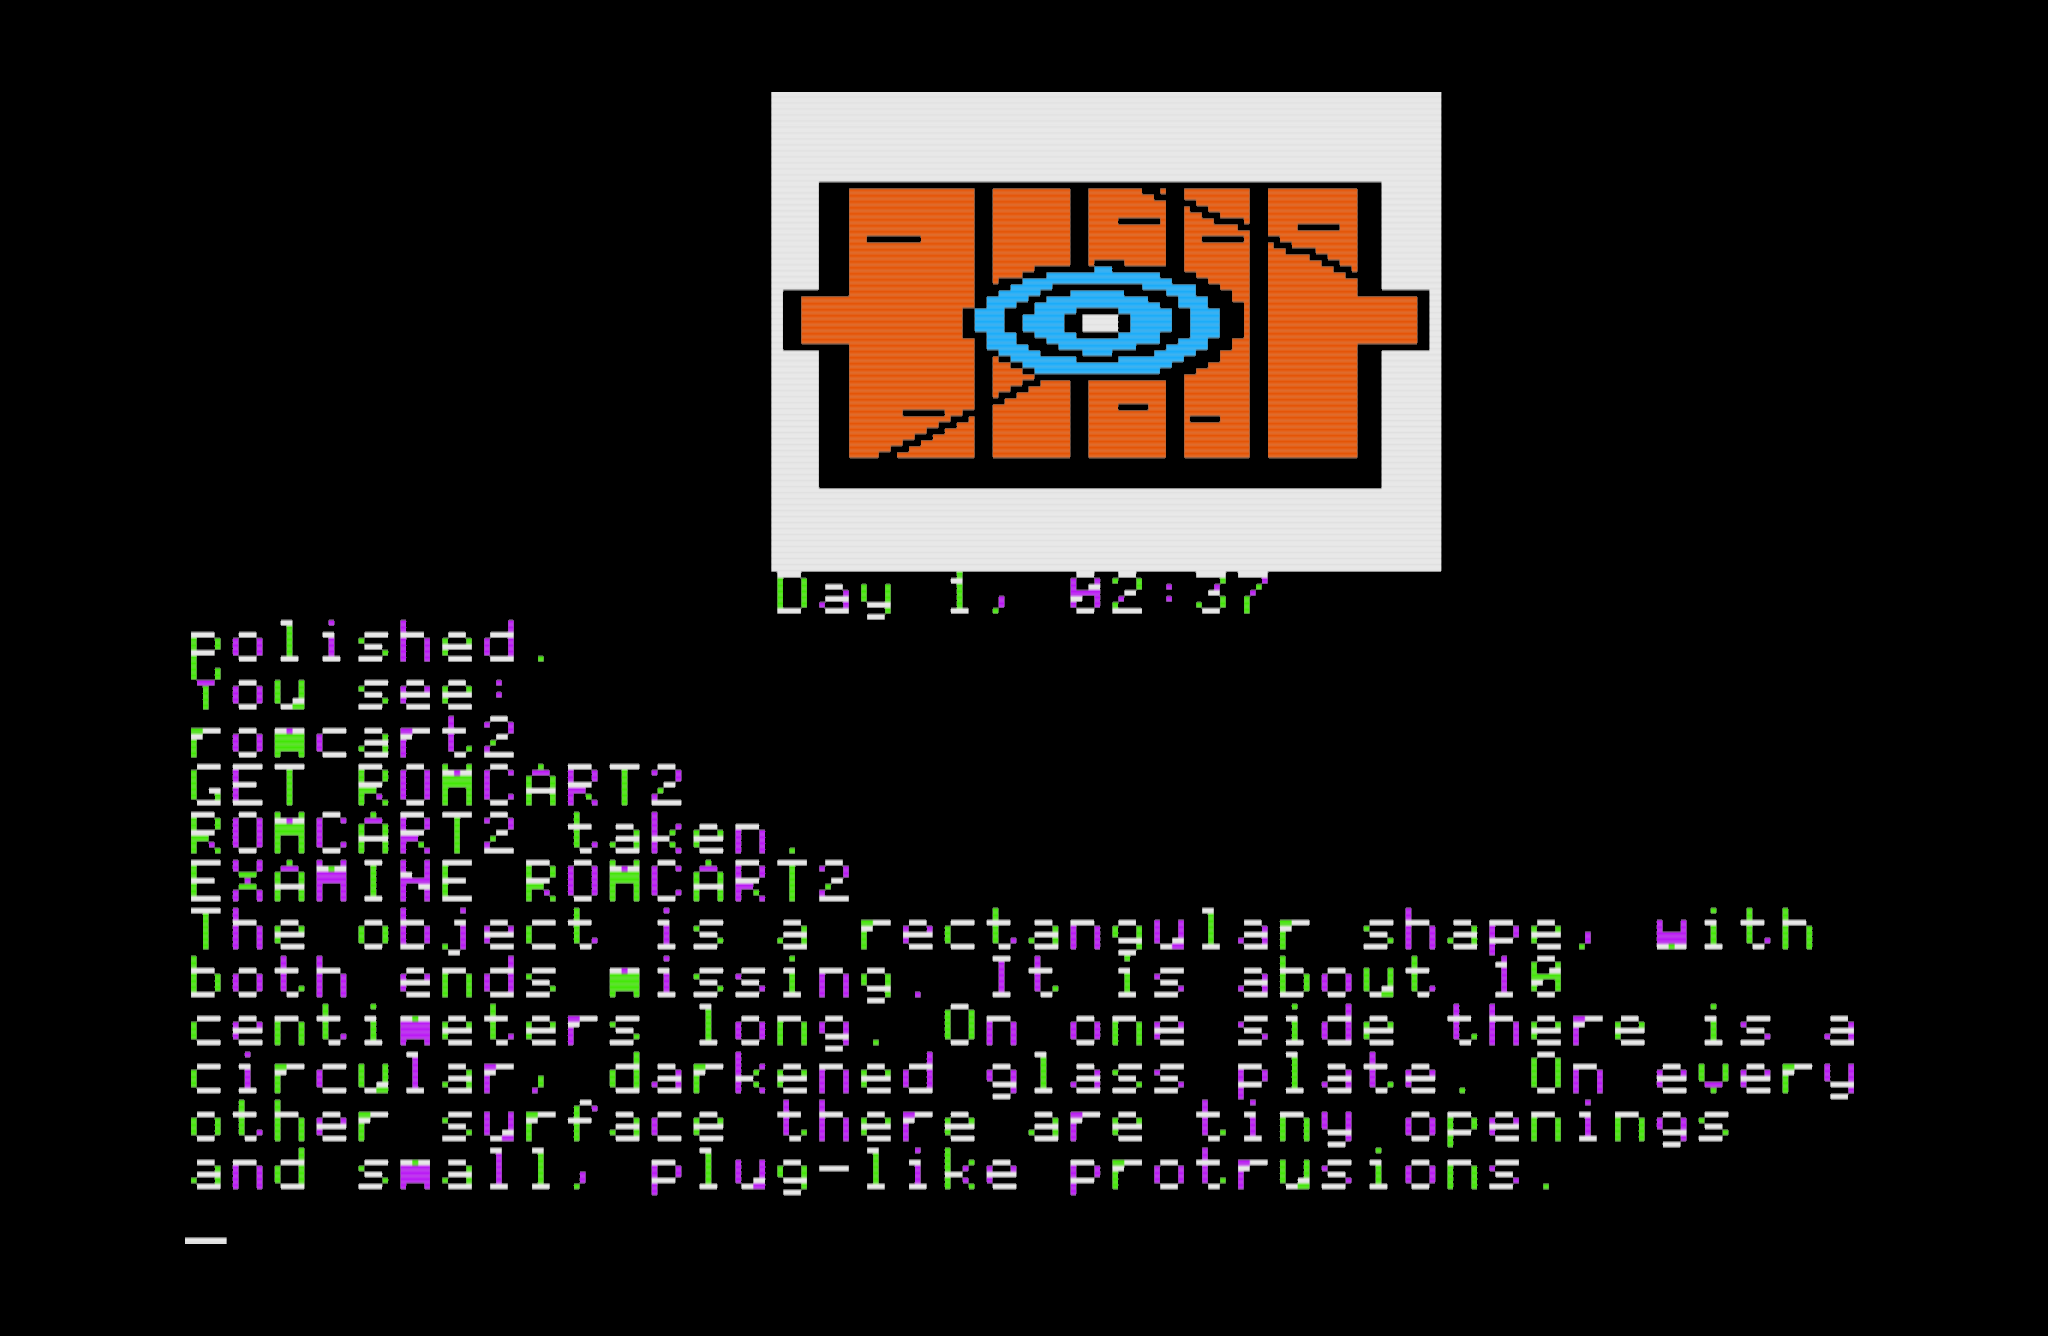 Day 1, 02:37
polished.
You see:
romcart2
GET ROMCART2
ROMCART2 taken.
EXAMINE ROMCART2
The object is a rectangular shape, with
both ends missing. It is about 10
centimeters long. On one side there is a
circular, darkened glass plate. On every
other surface there are tiny openings
and small, plug-like protrusions.